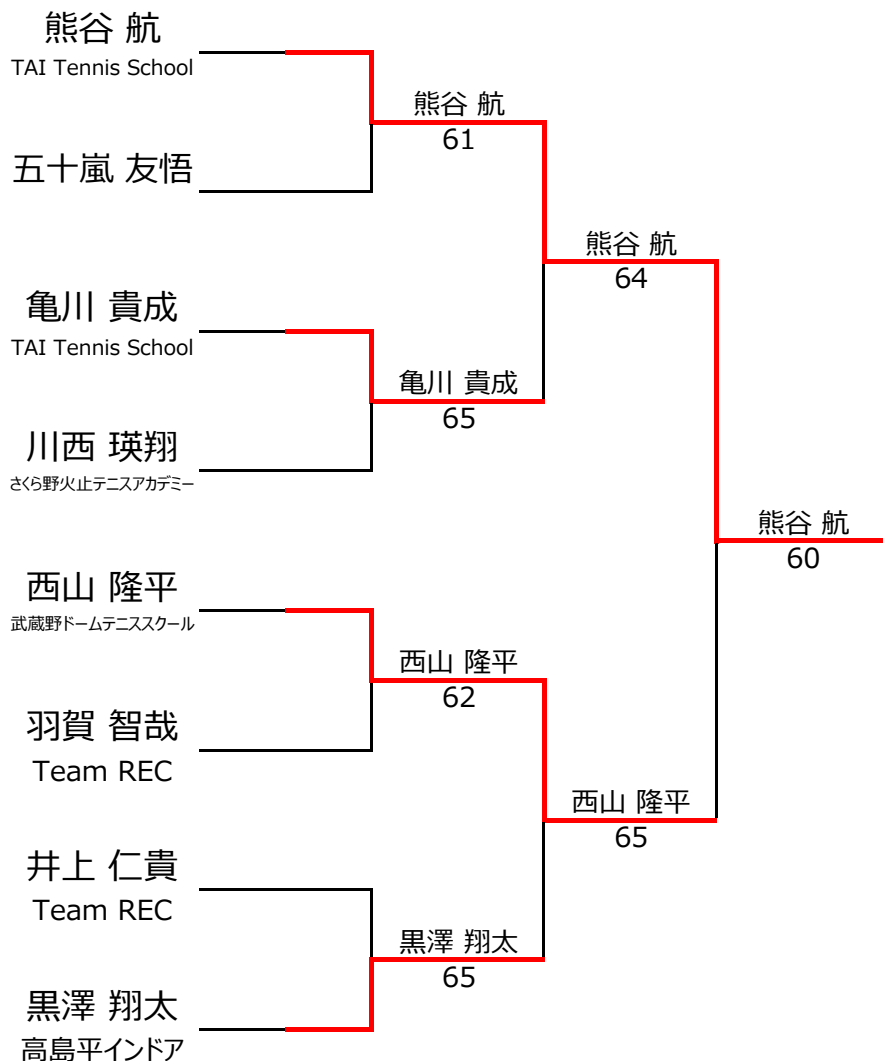 熊谷 航
TAI Tennis School
五十嵐 友悟
亀川 貴成
TAI Tennis School
川西 瑛翔
さくら野火止テニスアカデミー
西山 隆平
武蔵野ドームテニススクール
羽賀 智哉
Team REC
井上 仁貴
Team REC
黒澤 翔太
高島平インドア
熊谷 航
61
亀川 貴成
65
西山 隆平
62
黒澤 翔太
65
熊谷 航
64
西山 隆平
65
熊谷 航
60